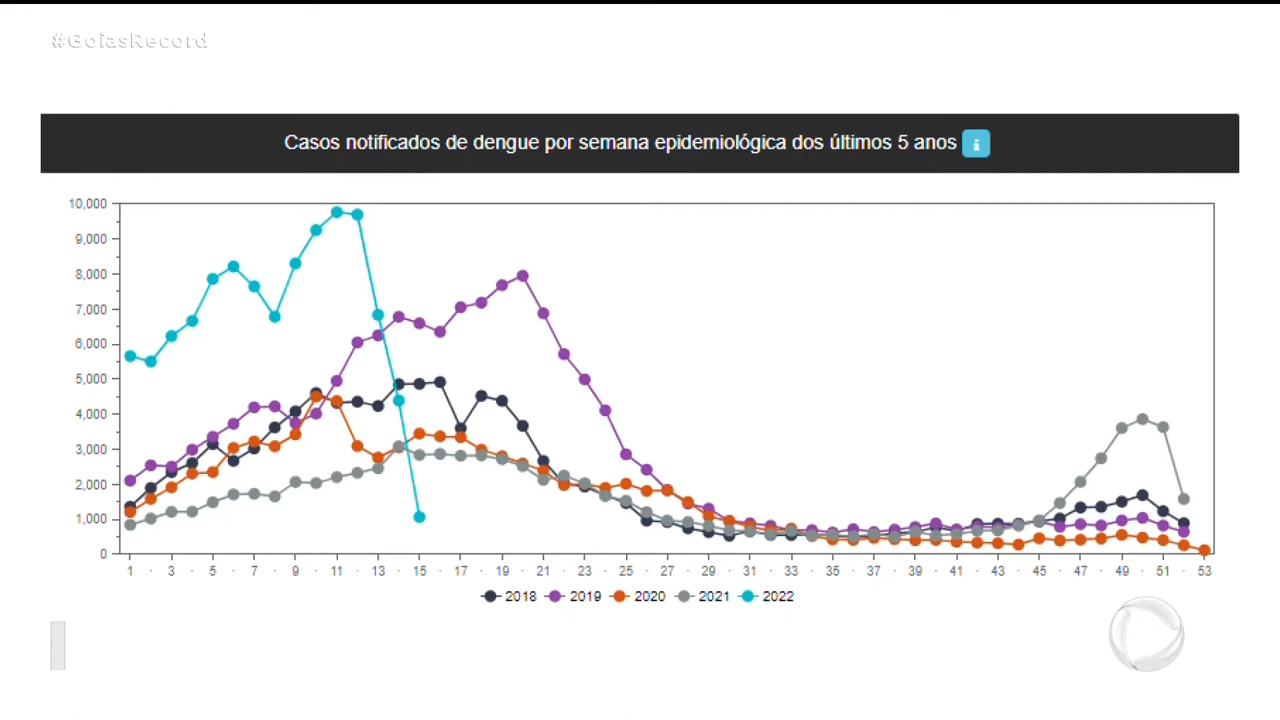 #GoiasRecord
Casos notificados de dengue por semana epidemiológica dos últimos 5 anos i
10,000
9,000
8,000
7,000
6,000
5,000
4,000
3,000
2,000
1,000
0
1 3 5 7 9 11 13 15 17 19 21 23 25 27 29 31 33 35 37 39 41 43 45 47 49 51 53
2018 2019 2020 2021 2022